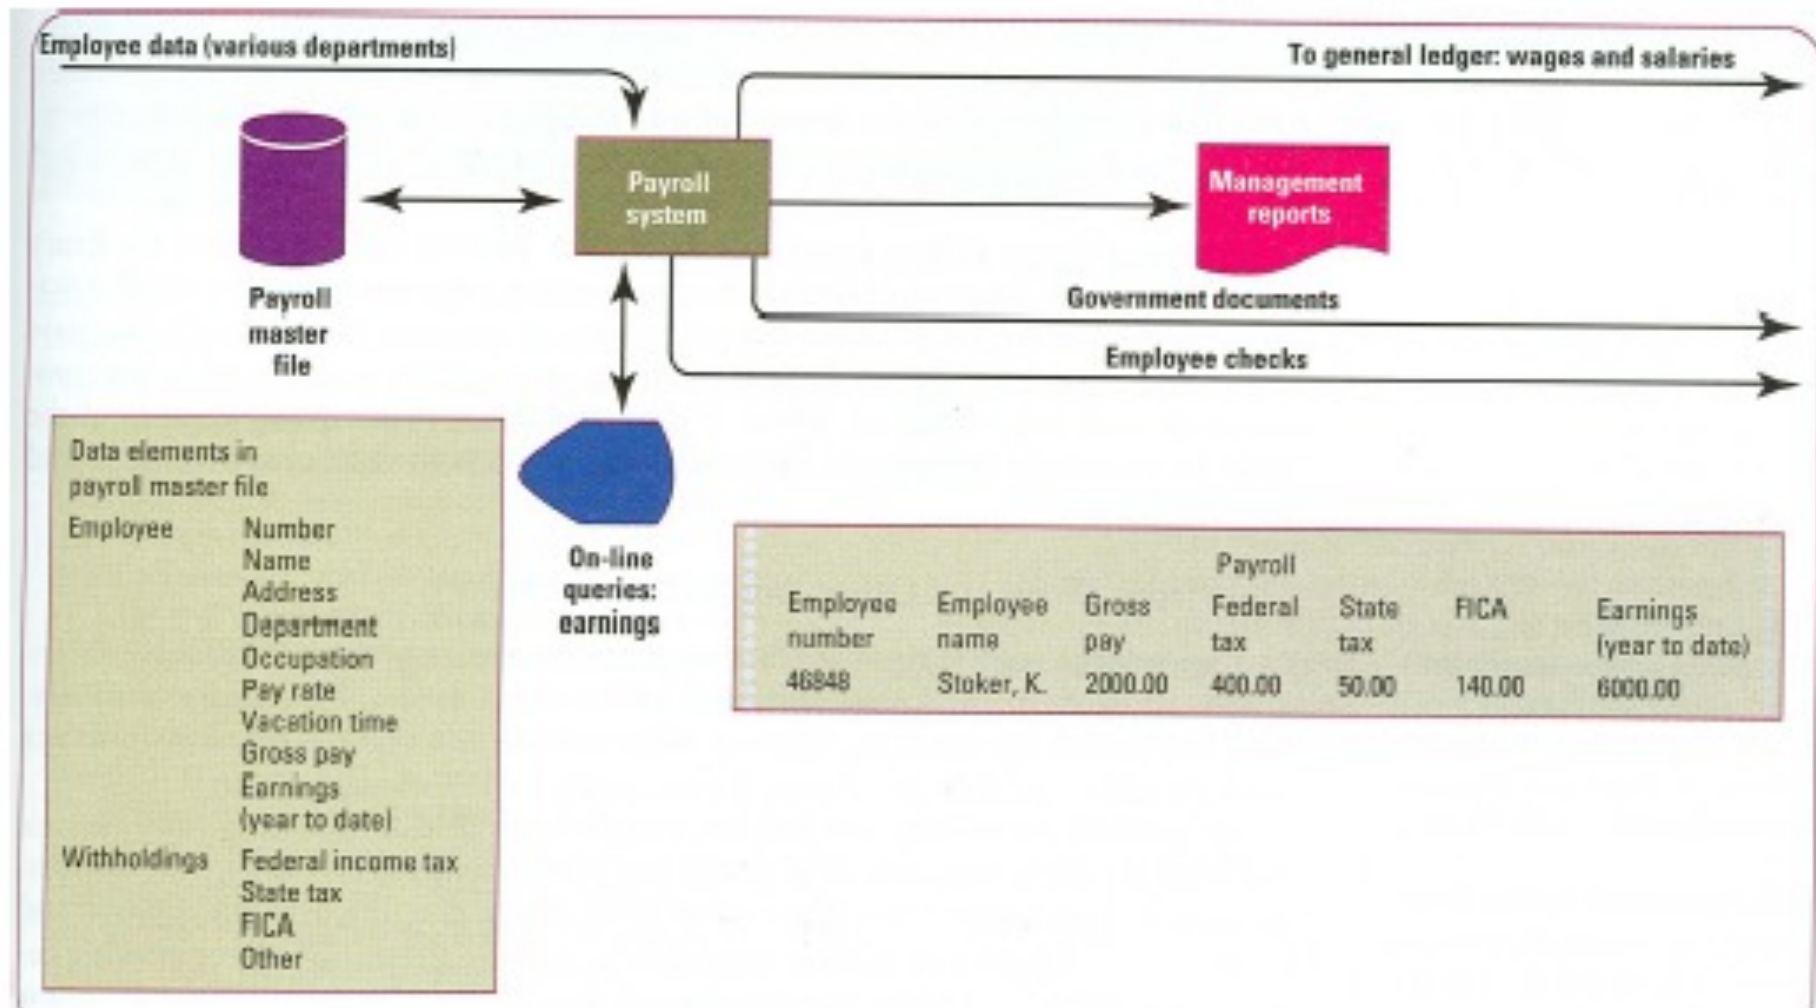 Employee data (various departments)
To general ledger: wages and salaries
Payroll
system
Management
reports
Payroll
master
file
Government documents
Employee checks
Data elements in
payroll master file
Employee Number
Name
Address
Department
Occupation
Pay rate
Vacation time
Gross pay
Earnings
(year to date)
Withholdings Federal income tax
State tax
FICA
Other
On-line
queries:
earnings
Payroll
Employee Employee Gross Federal State FICA Earnings
number name pay tax tax (year to date)
46848 Stoker, K. 2000.00 400.00 50.00 140.00 6000.00